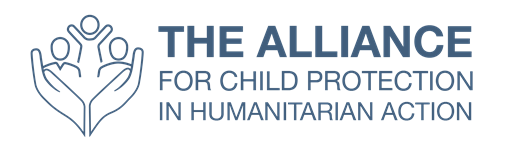 THE ALLIANCE
FOR CHILD PROTECTION
IN HUMANITARIAN ACTION